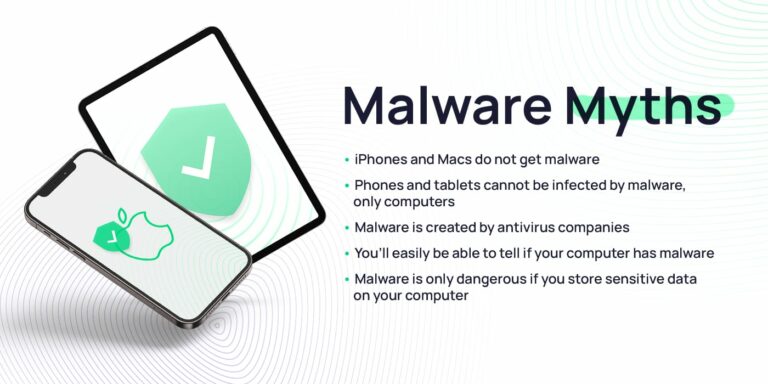 Malware Myths
• iPhones and Macs do not get malware
• Phones and tablets cannot be infected by malware,
only computers
• Malware is created by antivirus companies
• You'll easily be able to tell if your computer has malware
• Malware is only dangerous if you store sensitive data
on your computer